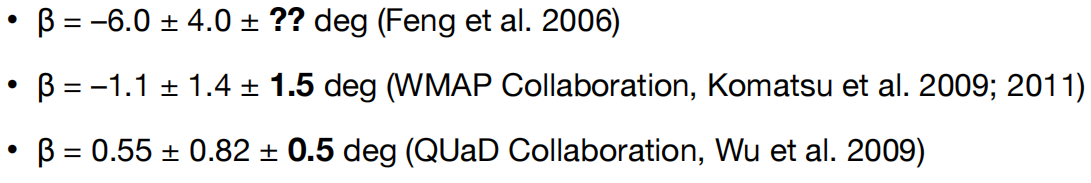 • β = –6.0 ± 4.0 ± ?? deg (Feng et al. 2006)
• β = –1.1 ± 1.4 ± 1.5 deg (WMAP Collaboration, Komatsu et al. 2009; 2011)
• β = 0.55 ± 0.82 ± 0.5 deg (QUaD Collaboration, Wu et al. 2009)